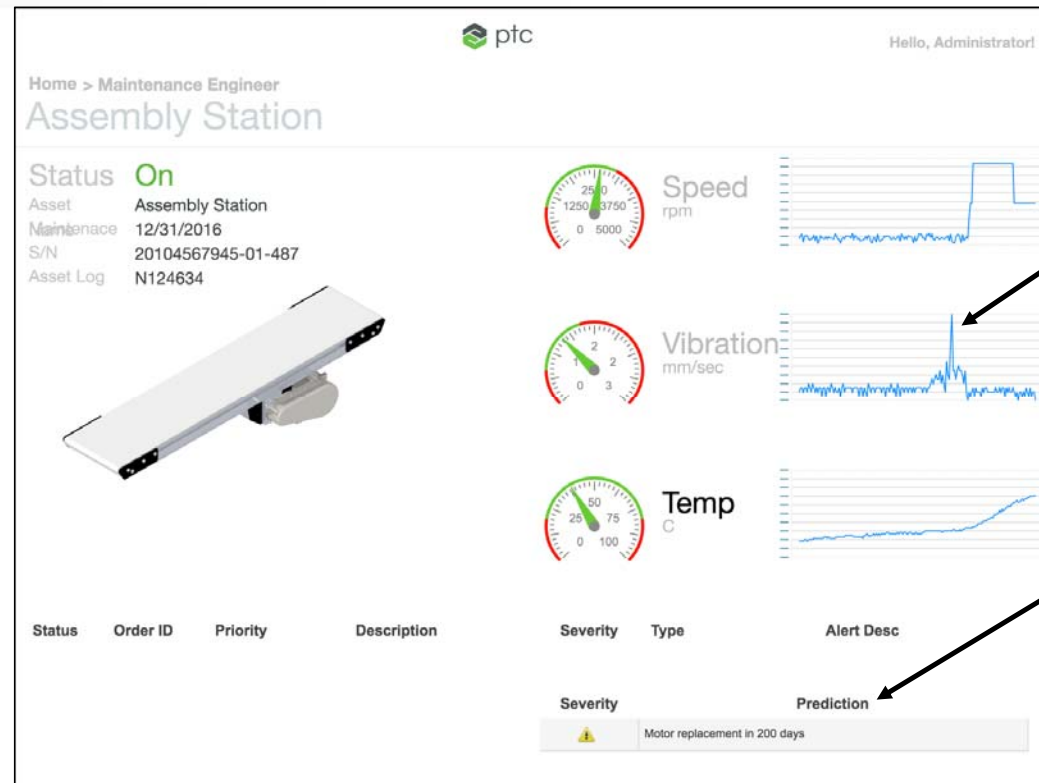 ptc
Hello, Administrator!
Home > Maintenance Engineer
Assembly Station
Status On
Asset Name Assembly Station
Maintenace 12/31/2016
S/N 20104567945-01-487
Asset Log N124634
Speed
rpm
2500
1250 3750
0 5000
Vibration
mm/sec
2
1 2
0 3
Temp
C
50
25 75
0 100
Status Order ID Priority Description
Severity Type Alert Desc
Severity Prediction
Motor replacement in 200 days